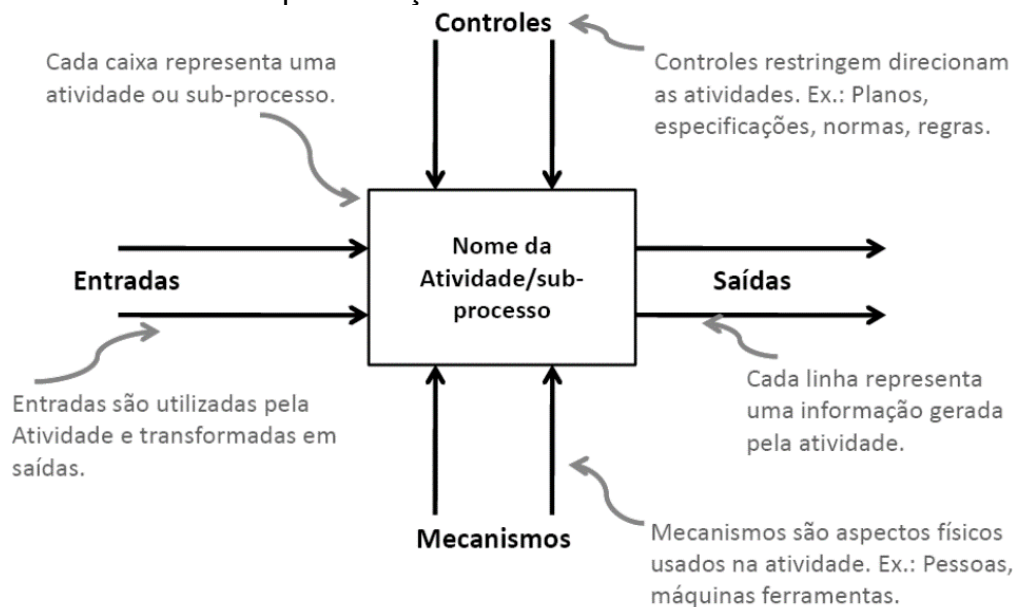 Controles
Cada caixa representa uma
atividade ou sub-processo.
Controles restringem direcionam
as atividades. Ex.: Planos,
especificações, normas, regras.
Nome da
Atividade/sub-
processo
Entradas
Saídas
Entradas são utilizadas pela
Atividade e transformadas em
saídas.
Cada linha representa
uma informação gerada
pela atividade.
Mecanismos
Mecanismos são aspectos físicos
usados na atividade. Ex.: Pessoas,
máquinas ferramentas.